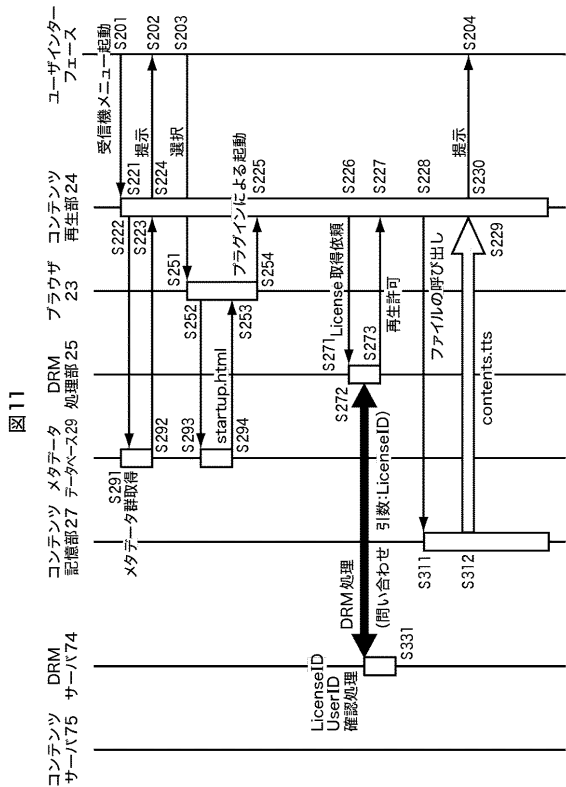 図11
コンテンツ
サーバ75
DRM
サーバ74
コンテンツ
記憶部27
メタデータ
データベース29
DRM
処理部25
ブラウザ
23
コンテンツ
再生部24
ユーザインター
フェース
受信機メニュー起動
S201
S221
S222
S291
メタデータ群取得
S292
S223
提示
S224
S202
選択
S203
S251
S252
S293
startup.html
S294
S253
プラグインによる起動
S254
S225
S226
License取得依頼
S271
S272
DRM処理
(問い合わせ 引数:LicenseID)
LicenseID
UserID
確認処理
S331
S273
再生許可
S227
S228
ファイルの呼び出し
S311
S312
contents.tts
S229
S230
提示
S204